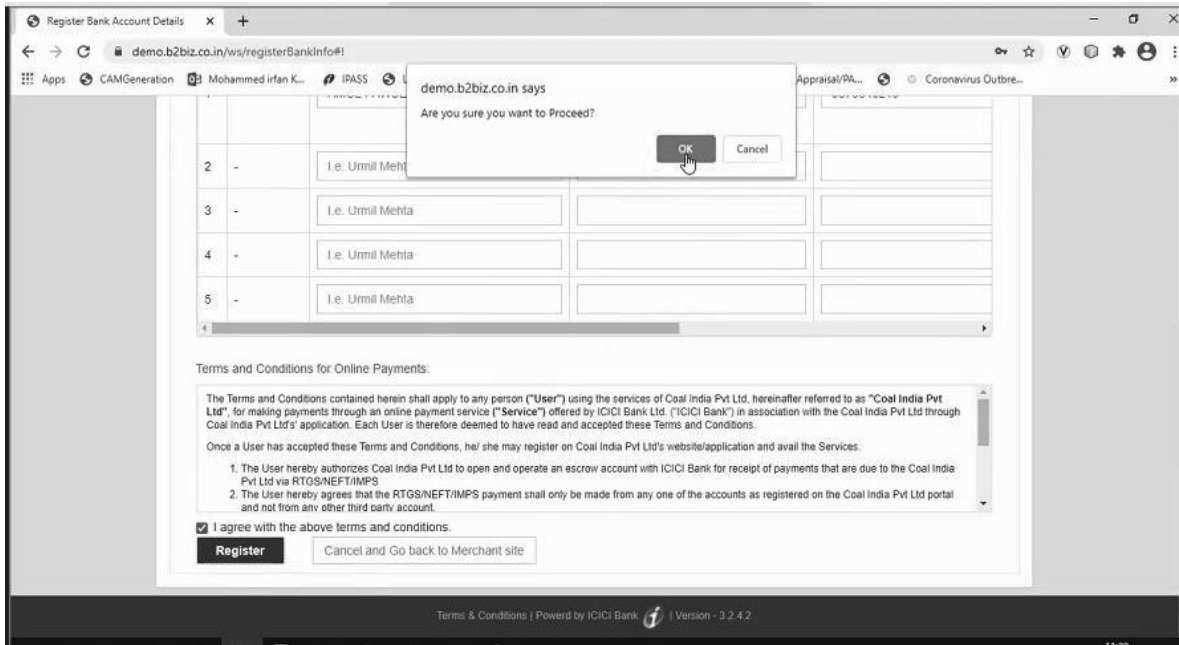 Register Bank Account Details
demo.b2biz.co.in/ws/registerBankInfo#!
Apps CAMGeneration Mohammed irfan K... IPASS Appraisal/PA... Coronavirus Outbre...
demo.b2biz.co.in says
Are you sure you want to Proceed?
OK Cancel
2 - I.e. Urmil Meht
3 - I.e. Urmil Mehta
4 - I.e. Urmil Mehta
5 - I.e. Urmil Mehta
Terms and Conditions for Online Payments:
The Terms and Conditions contained herein shall apply to any person ("User") using the services of Coal India Pvt Ltd, hereinafter referred to as "Coal India Pvt
Ltd", for making payments through an online payment service ("Service") offered by ICICI Bank Ltd. ("ICICI Bank") in association with the Coal India Pvt Ltd through
Coal India Pvt Ltd's' application. Each User is therefore deemed to have read and accepted these Terms and Conditions.
Once a User has accepted these Terms and Conditions, he/ she may register on Coal India Pvt Ltd's website/application and avail the Services.
1. The User hereby authorizes Coal India Pvt Ltd to open and operate an escrow account with ICICI Bank for receipt of payments that are due to the Coal India
Pvt Ltd via RTGS/NEFT/IMPS
2. The User hereby agrees that the RTGS/NEFT/IMPS payment shall only be made from any one of the accounts as registered on the Coal India Pvt Ltd portal
and not from any other third party account.
I agree with the above terms and conditions.
Register Cancel and Go back to Merchant site
Terms & Conditions | Powerd by ICICI Bank | Version - 3.2.4.2